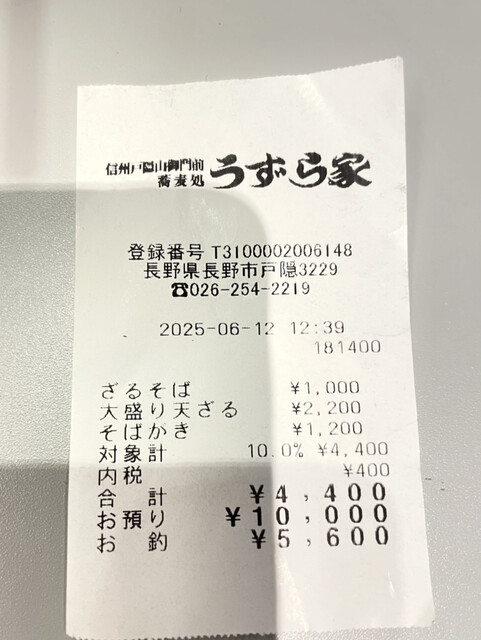 信州戸隠山御門前
蕎麦処 うずら家
登録番号 T3100002006148
長野県長野市戸隠3229
☎026-254-2219
2025-06-12 12:39
181400
ざるそば ¥1,000
大盛り天ざる ¥2,200
そばかき ¥1,200
対象計 10.0% ¥4,400
内税 ¥400
合計 ¥4,400
お預り ¥10,000
お釣 ¥5,600